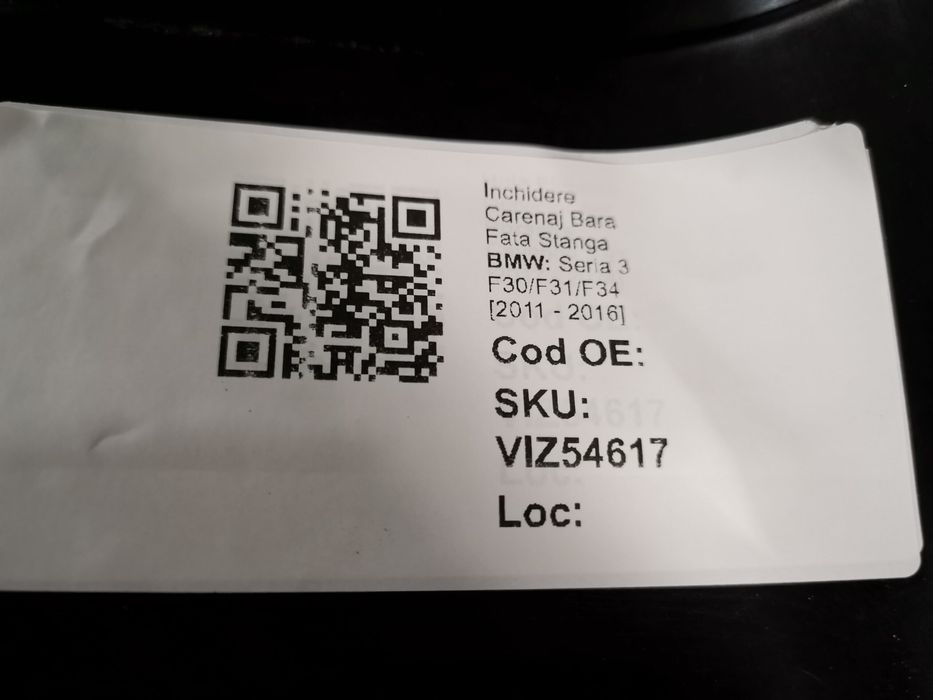 Inchidere
Carenaj Bara
Fata Stanga
BMW: Seria 3
F30/F31/F34
[2011 - 2016]
Cod OE:
SKU:
VIZ54617
Loc: